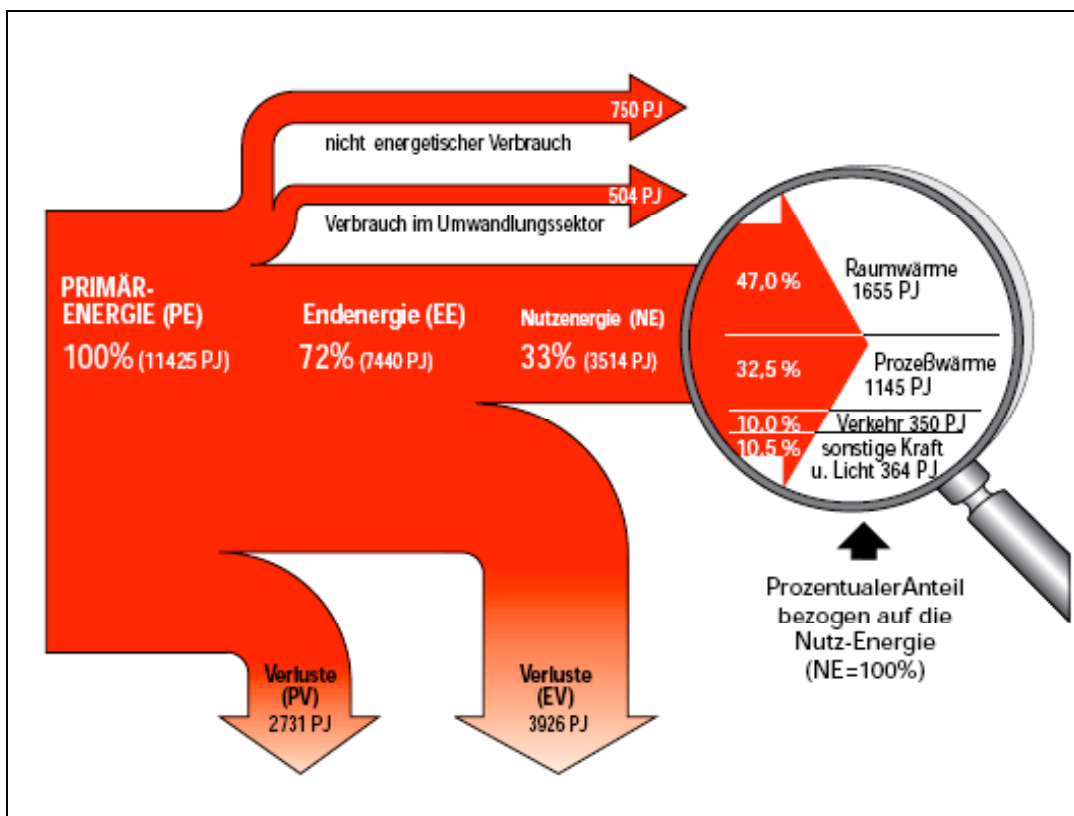 750 PJ
nicht energetischer Verbrauch
504 PJ
Verbrauch im Umwandlungssektor
PRIMÄR-
ENERGIE (PE)
100% (11425 PJ)
Endenergie (EE)
72% (7440 PJ)
Nutzenergie (NE)
33% (3514 PJ)
47,0 %
Raumwärme
1655 PJ
32,5 %
Prozeßwärme
1145 PJ
10,0 %
Verkehr 350 PJ
10,5 %
sonstige Kraft
u. Licht 364 PJ
Verluste
(PV)
2731 PJ
Verluste
(EV)
3926 PJ
Prozentualer Anteil
bezogen auf die
Nutz-Energie
(NE=100%)